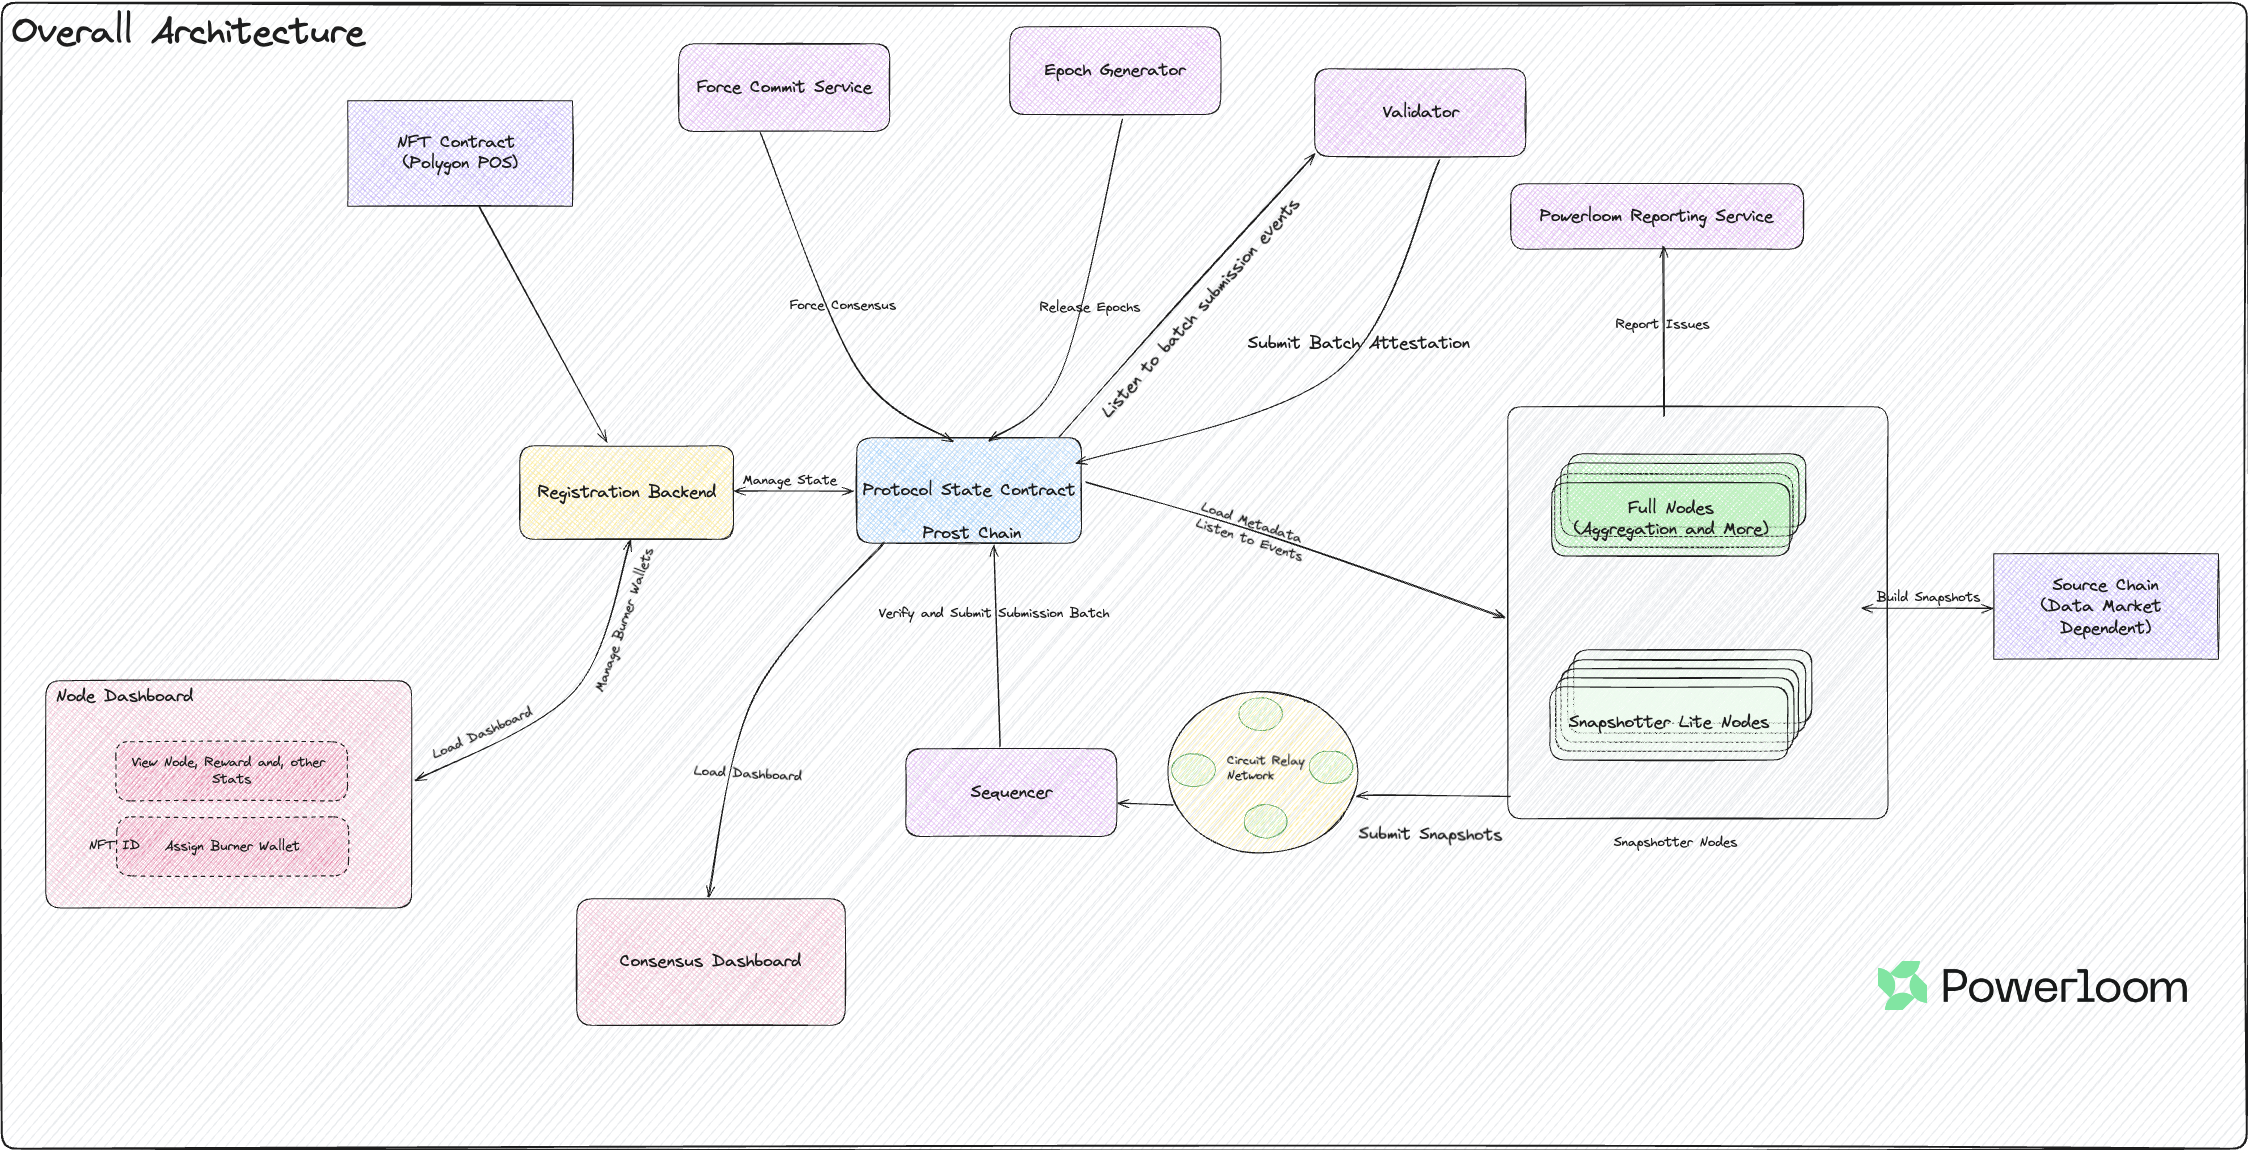 Overall Architecture
Force Commit Service
Epoch Generator
Validator
NFT Contract
(Polygon POS)
Powerloom Reporting Service
Force Consensus
Release Epochs
Listen to batch submission events
Submit Batch Attestation
Report Issues
Registration Backend
Manage State
Protocol State Contract
Prost Chain
Load Metadata
Listen to Events
Full Nodes
(Aggregation and More)
Build Snapshots
Source Chain
(Data Market
Dependent)
Manage Burner Wallets
Verify and Submit Submission Batch
Node Dashboard
Load Dashboard
View Node, Reward and, other
Stats
NFT ID
Assign Burner Wallet
Load Dashboard
Sequencer
Circuit Relay
Network
Submit Snapshots
Snapshotter Lite Nodes
Snapshotter Nodes
Consensus Dashboard
Powerloom